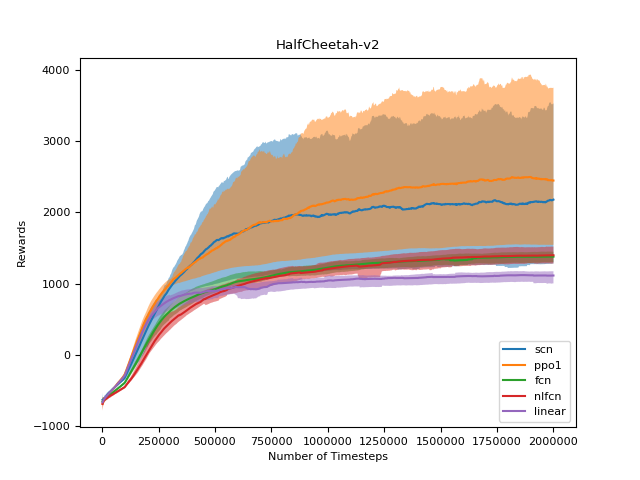 HalfCheetah-v2
4000
3000
2000
1000
0
−1000
Rewards
0
250000
500000
750000
1000000
1250000
1500000
1750000
2000000
Number of Timesteps
scn
ppo1
fcn
nlfcn
linear